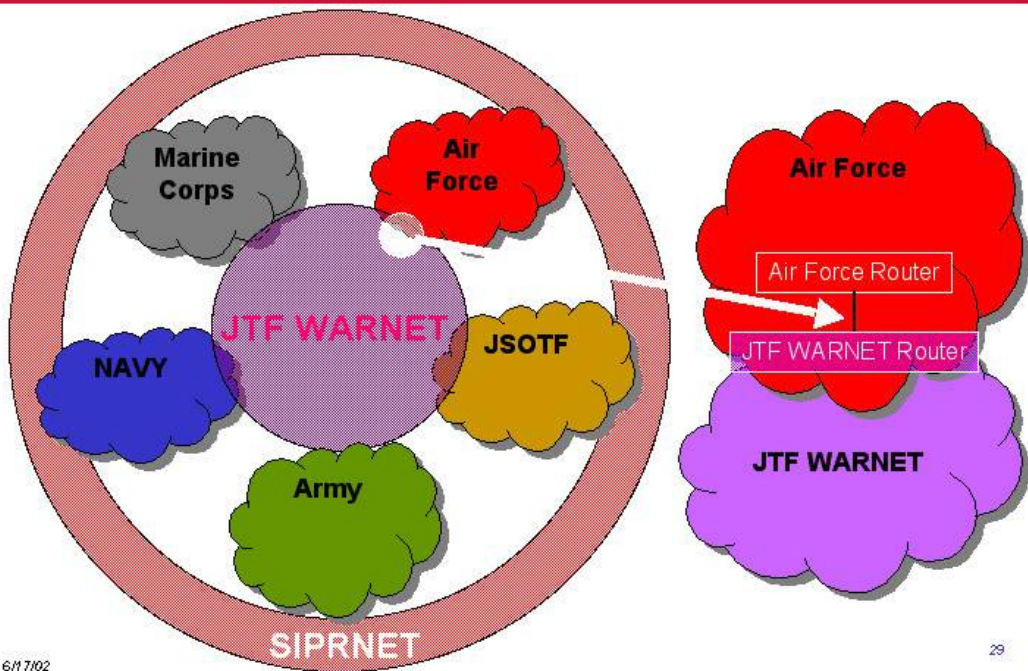 Marine
Corps
Air
Force
JTF WARNET
NAVY
JSOTF
Army
SIPRNET
Air Force
Air Force Router
JTF WARNET Router
JTF WARNET
6/17/02
29